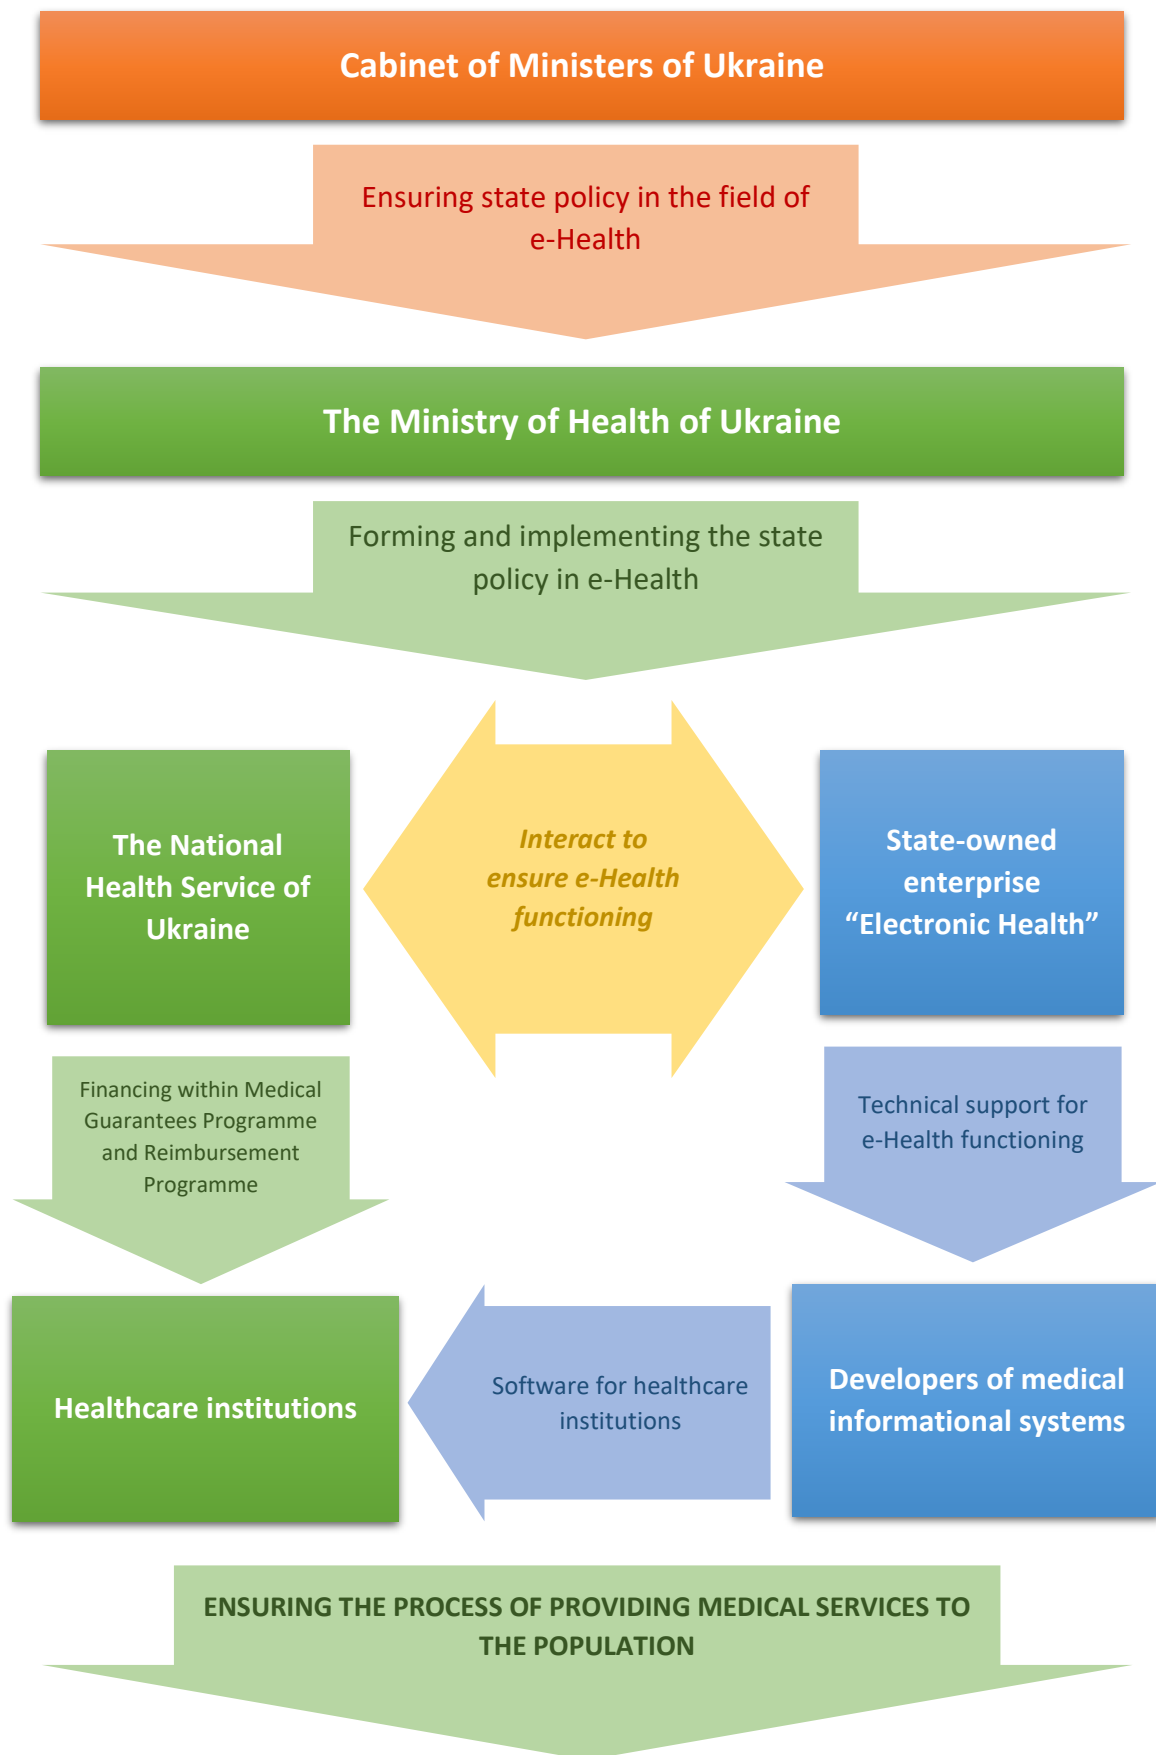 Cabinet of Ministers of Ukraine
Ensuring state policy in the field of
e-Health
The Ministry of Health of Ukraine
Forming and implementing the state
policy in e-Health
The National
Health Service of
Ukraine
Interact to
ensure e-Health
functioning
State-owned
enterprise
“Electronic Health”
Financing within Medical
Guarantees Programme
and Reimbursement
Programme
Technical support for
e-Health functioning
Healthcare institutions
Software for healthcare
institutions
Developers of medical
informational systems
ENSURING THE PROCESS OF PROVIDING MEDICAL SERVICES TO
THE POPULATION